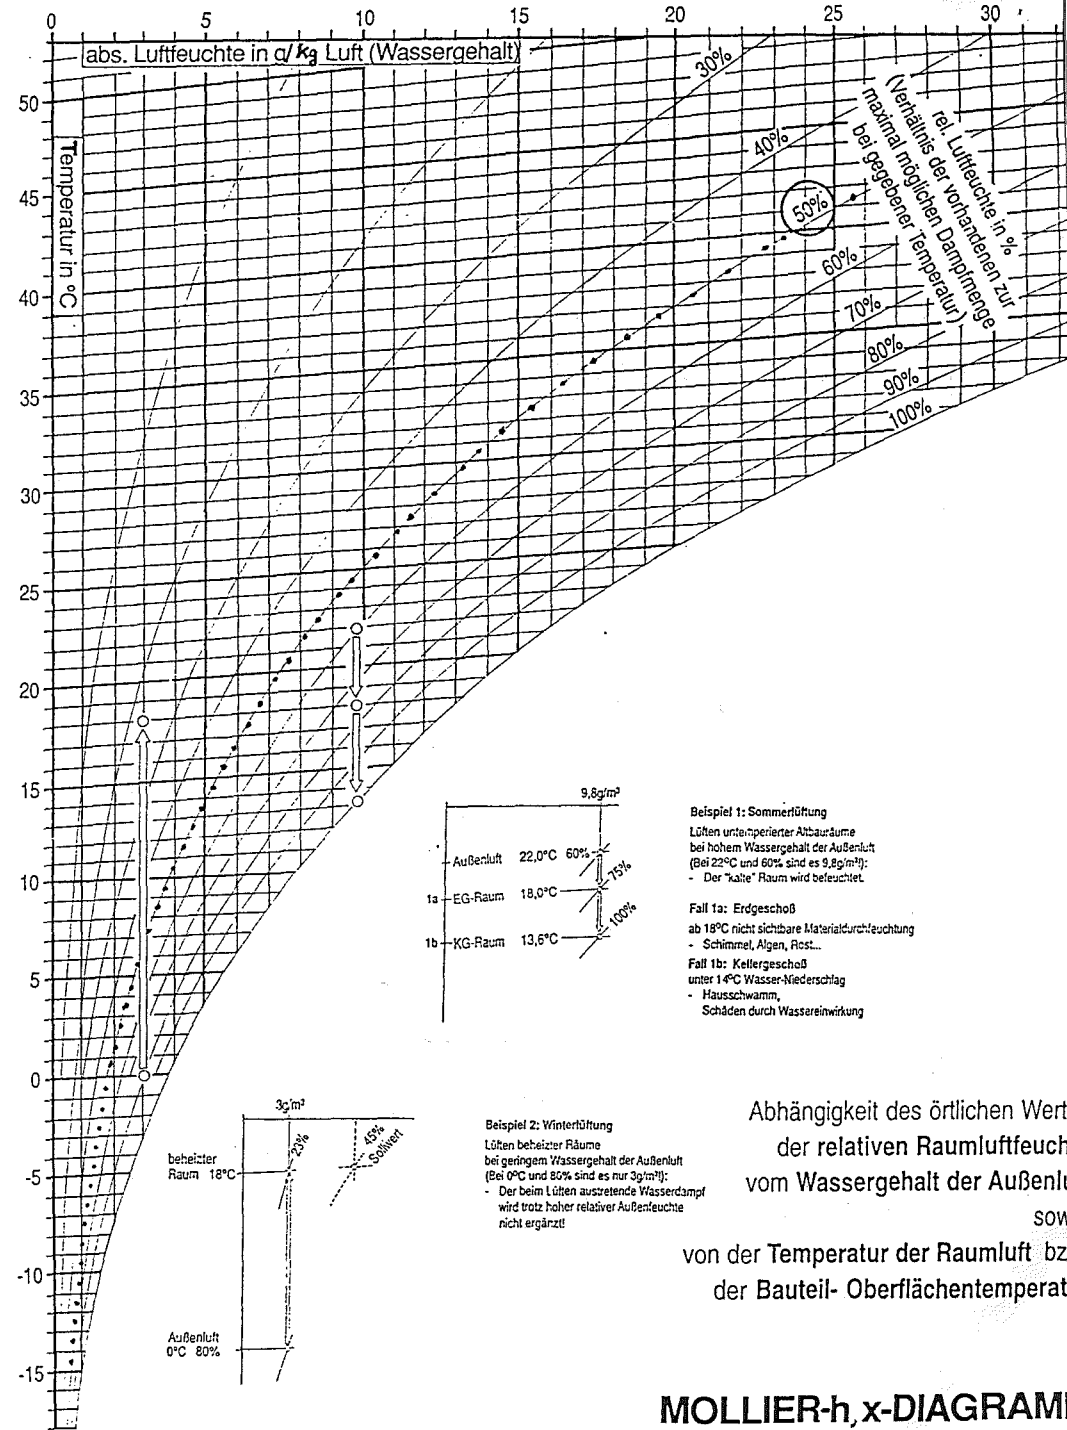 0 5 10 15 20 25 30
abs. Luftfeuchte in g/kg Luft (Wassergehalt)
Temperatur in °C
50
45
40
35
30
25
20
15
10
5
0
-5
-10
-15
30%
40%
50%
60%
70%
80%
90%
100%
rel. Luftfeuchte in %
(Verhältnis der vorhandenen zur
maximal möglichen Dampfmenge
bei gegebener Temperatur)
9,8g/m³
Außenluft 22,0°C 60%
75%
1a EG-Raum 18,0°C
100%
1b KG-Raum 13,6°C
Beispiel 1: Sommerlüftung
Lüften untemperierter Altbauräume
bei hohem Wassergehalt der Außenluft
(Bei 22°C und 60% sind es 9,8g/m³!):
- Der "kalte" Raum wird befeuchtet.
Fall 1a: Erdgeschoß
ab 18°C nicht sichtbare Materialdurchfeuchtung
- Schimmel, Algen, Rost...
Fall 1b: Kellergeschoß
unter 14°C Wasser-Niederschlag
- Hausschwamm,
Schäden durch Wassereinwirkung
3g/m³
23%
45%
Sollwert
beheizter
Raum 18°C
Außenluft
0°C 80%
Beispiel 2: Winterlüftung
Lüften beheizter Räume
bei geringem Wassergehalt der Außenluft
(Bei 0°C und 80% sind es nur 3g/m³!):
- Der beim Lüften austretende Wasserdampf
wird trotz hoher relativer Außenfeuchte
nicht ergänzt!
Abhängigkeit des örtlichen Wert
der relativen Raumluftfeuch
vom Wassergehalt der Außenlu
sow
von der Temperatur der Raumluft bz
der Bauteil- Oberflächentemperat
MOLLIER-h,x-DIAGRAM